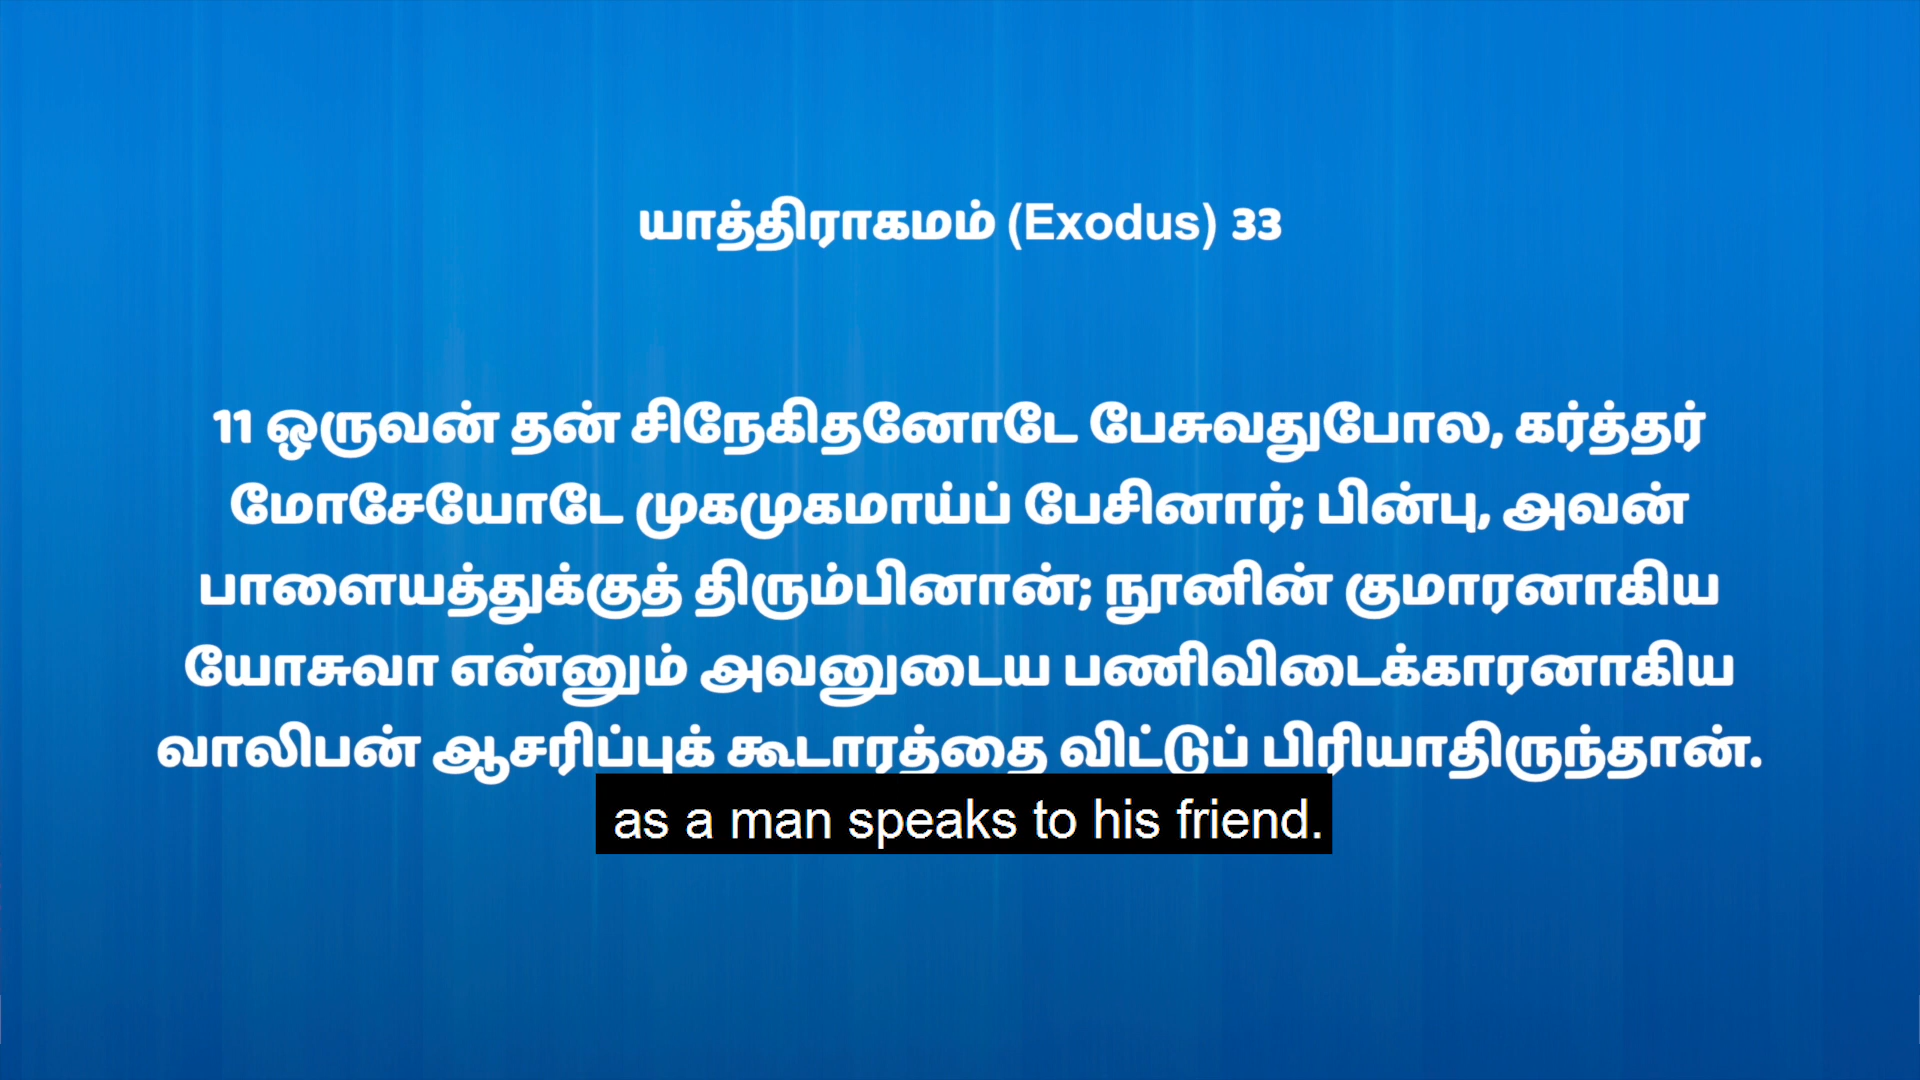 யாத்திராகமம் (Exodus) 33
11 ஒருவன் தன் சிநேகிதனோடே பேசுவதுபோல, கர்த்தர்
மோசேயோடே முகமுகமாய்ப் பேசினார்; பின்பு, அவன்
பாளையத்துக்குத் திரும்பினான்; நூனின் குமாரனாகிய
யோசுவா என்னும் அவனுடைய பணிவிடைக்காரனாகிய
வாலிபன் ஆசரிப்புக் கூடாரத்தை விட்டுப் பிரியாதிருந்தான்.
as a man speaks to his friend.